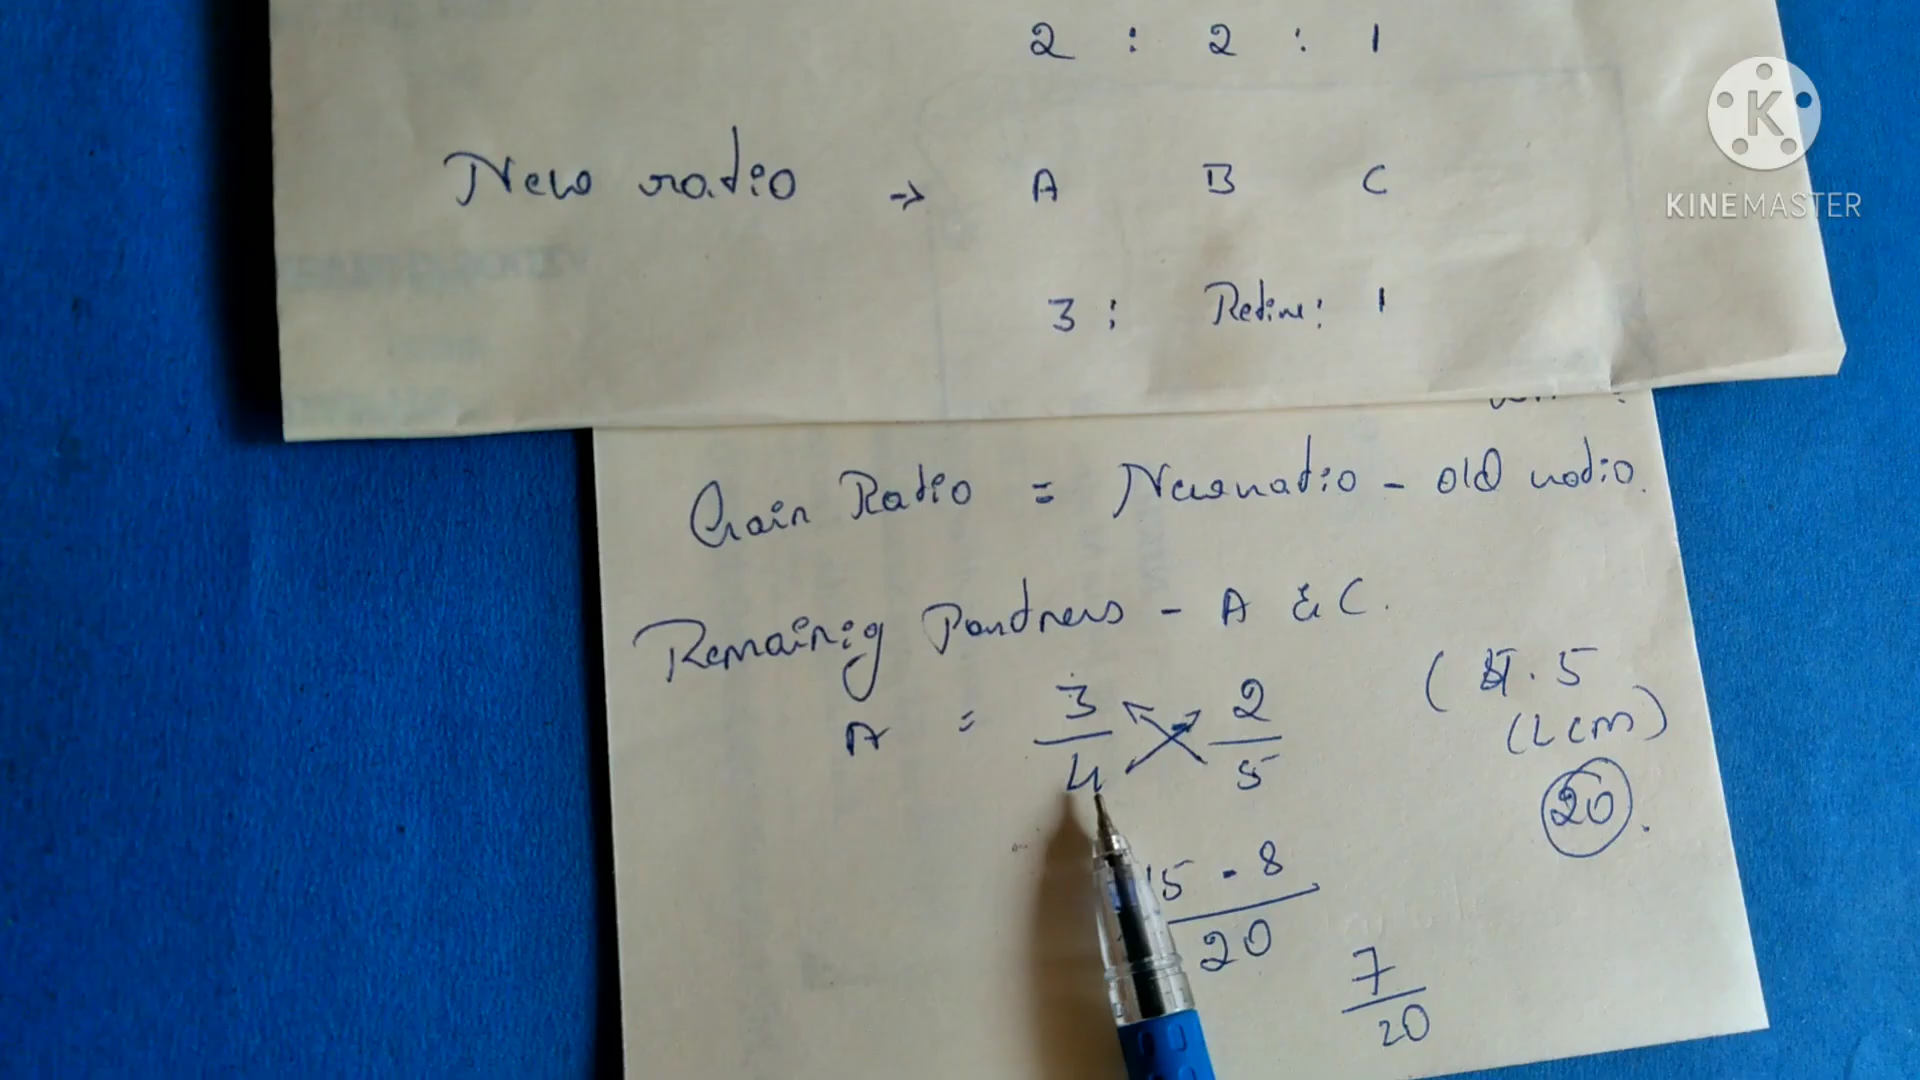 2 : 2 : 1
New ratio → A B C
3 : Retire : 1
KINEMASTER
Gain Ratio = New ratio - old ratio.
Remainig Partners - A & C.
A = 3/4 2/5 (4.5
(LCM)
20.
15 - 8
20
7
20